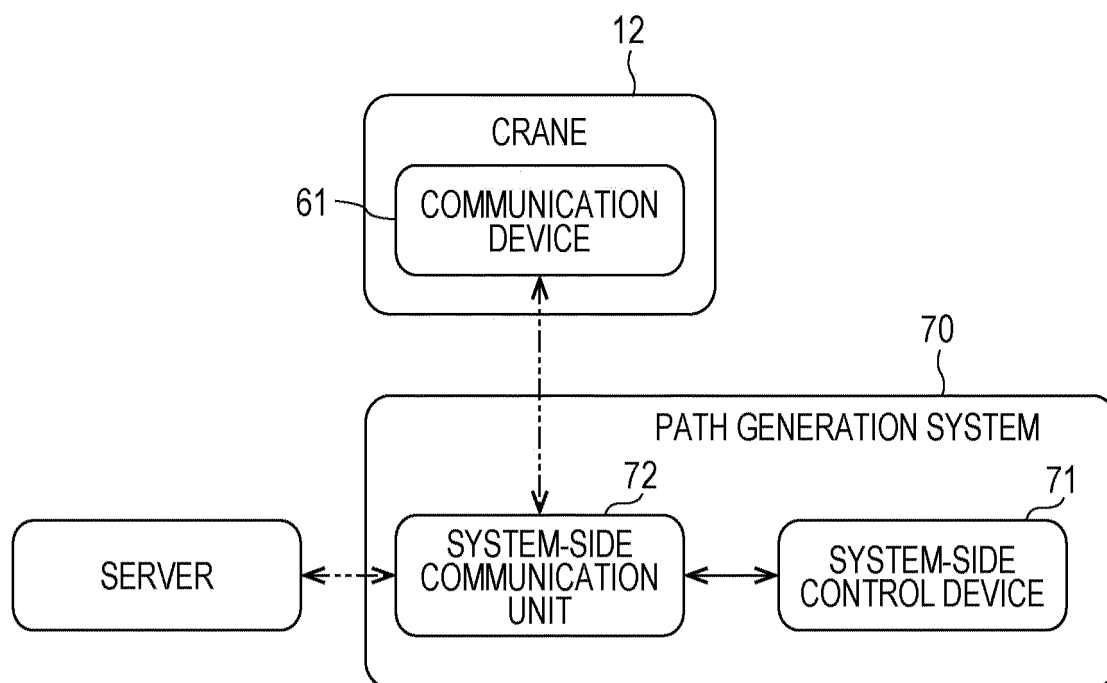 12
CRANE
61
COMMUNICATION
DEVICE
70
PATH GENERATION SYSTEM
72
71
SERVER
SYSTEM-SIDE
COMMUNICATION
UNIT
SYSTEM-SIDE
CONTROL DEVICE